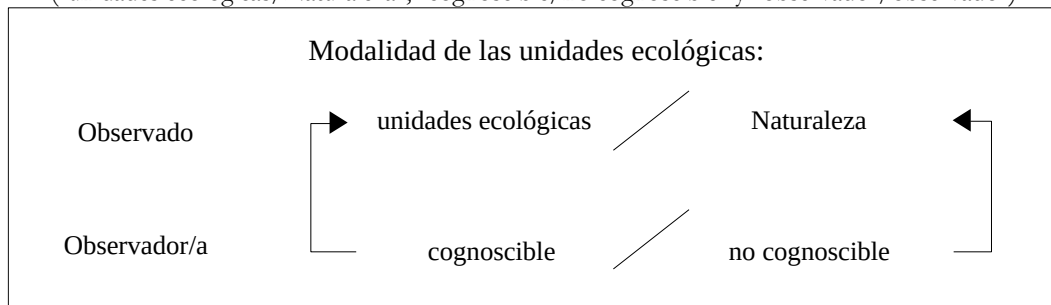 Modalidad de las unidades ecológicas:
Observado unidades ecológicas / Naturaleza
Observador/a cognoscible / no cognoscible